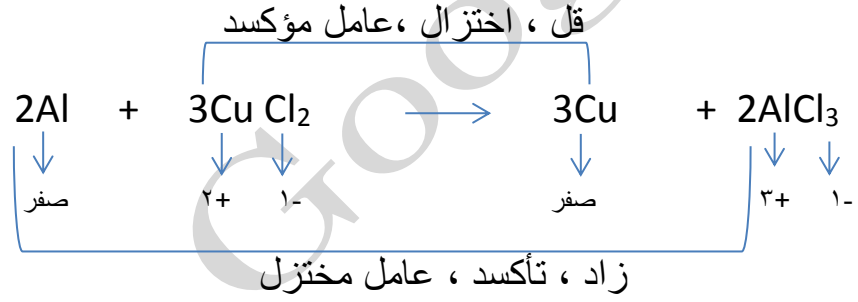 قل ، اختزال ،عامل مؤكسد
2Al + 3Cu Cl₂ → 3Cu + 2AlCl₃
صفر +٢ -١ صفر +٣ -١
زاد ، تأكسد ، عامل مختزل